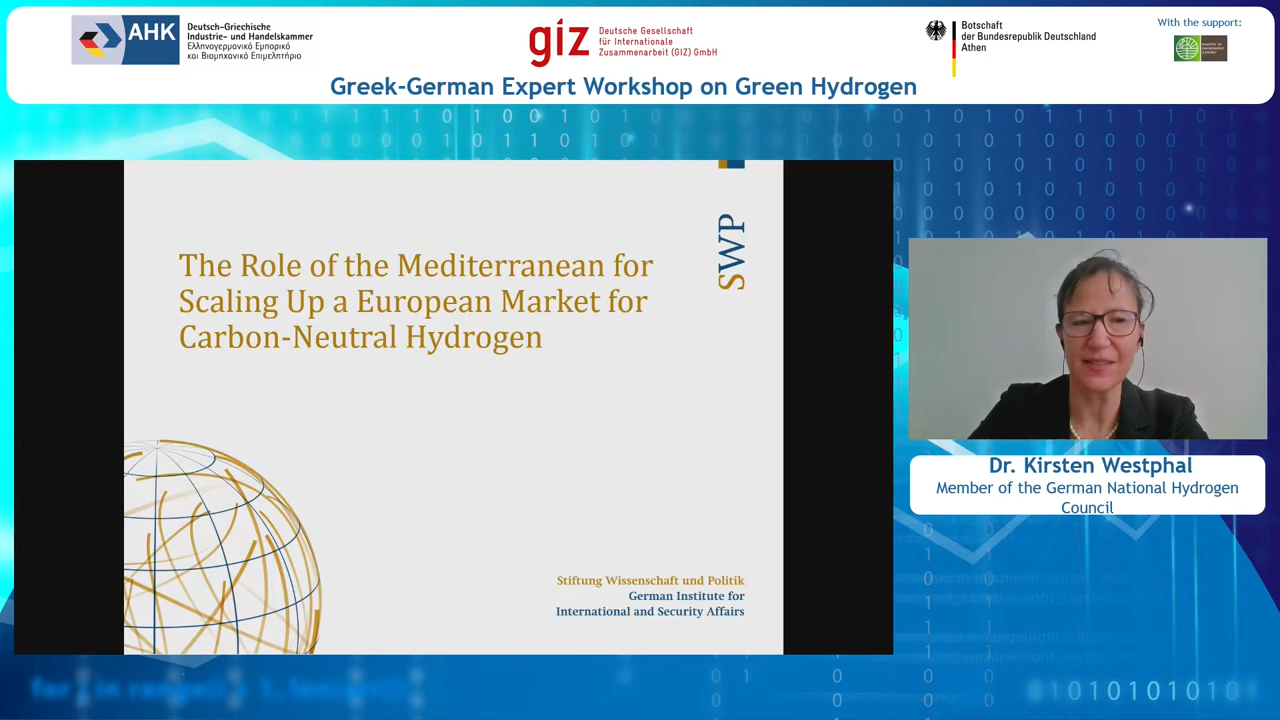 AHK
Deutsch-Griechische
Industrie- und Handelskammer
Ελληνογερμανικό Εμπορικό
και Βιομηχανικό Επιμελητήριο
giz
Deutsche Gesellschaft
für Internationale
Zusammenarbeit (GIZ) GmbH
Botschaft
der Bundesrepublik Deutschland
Athen
With the support:
Greek-German Expert Workshop on Green Hydrogen
SWP
The Role of the Mediterranean for
Scaling Up a European Market for
Carbon-Neutral Hydrogen
Stiftung Wissenschaft und Politik
German Institute for
International and Security Affairs
Dr. Kirsten Westphal
Member of the German National Hydrogen
Council